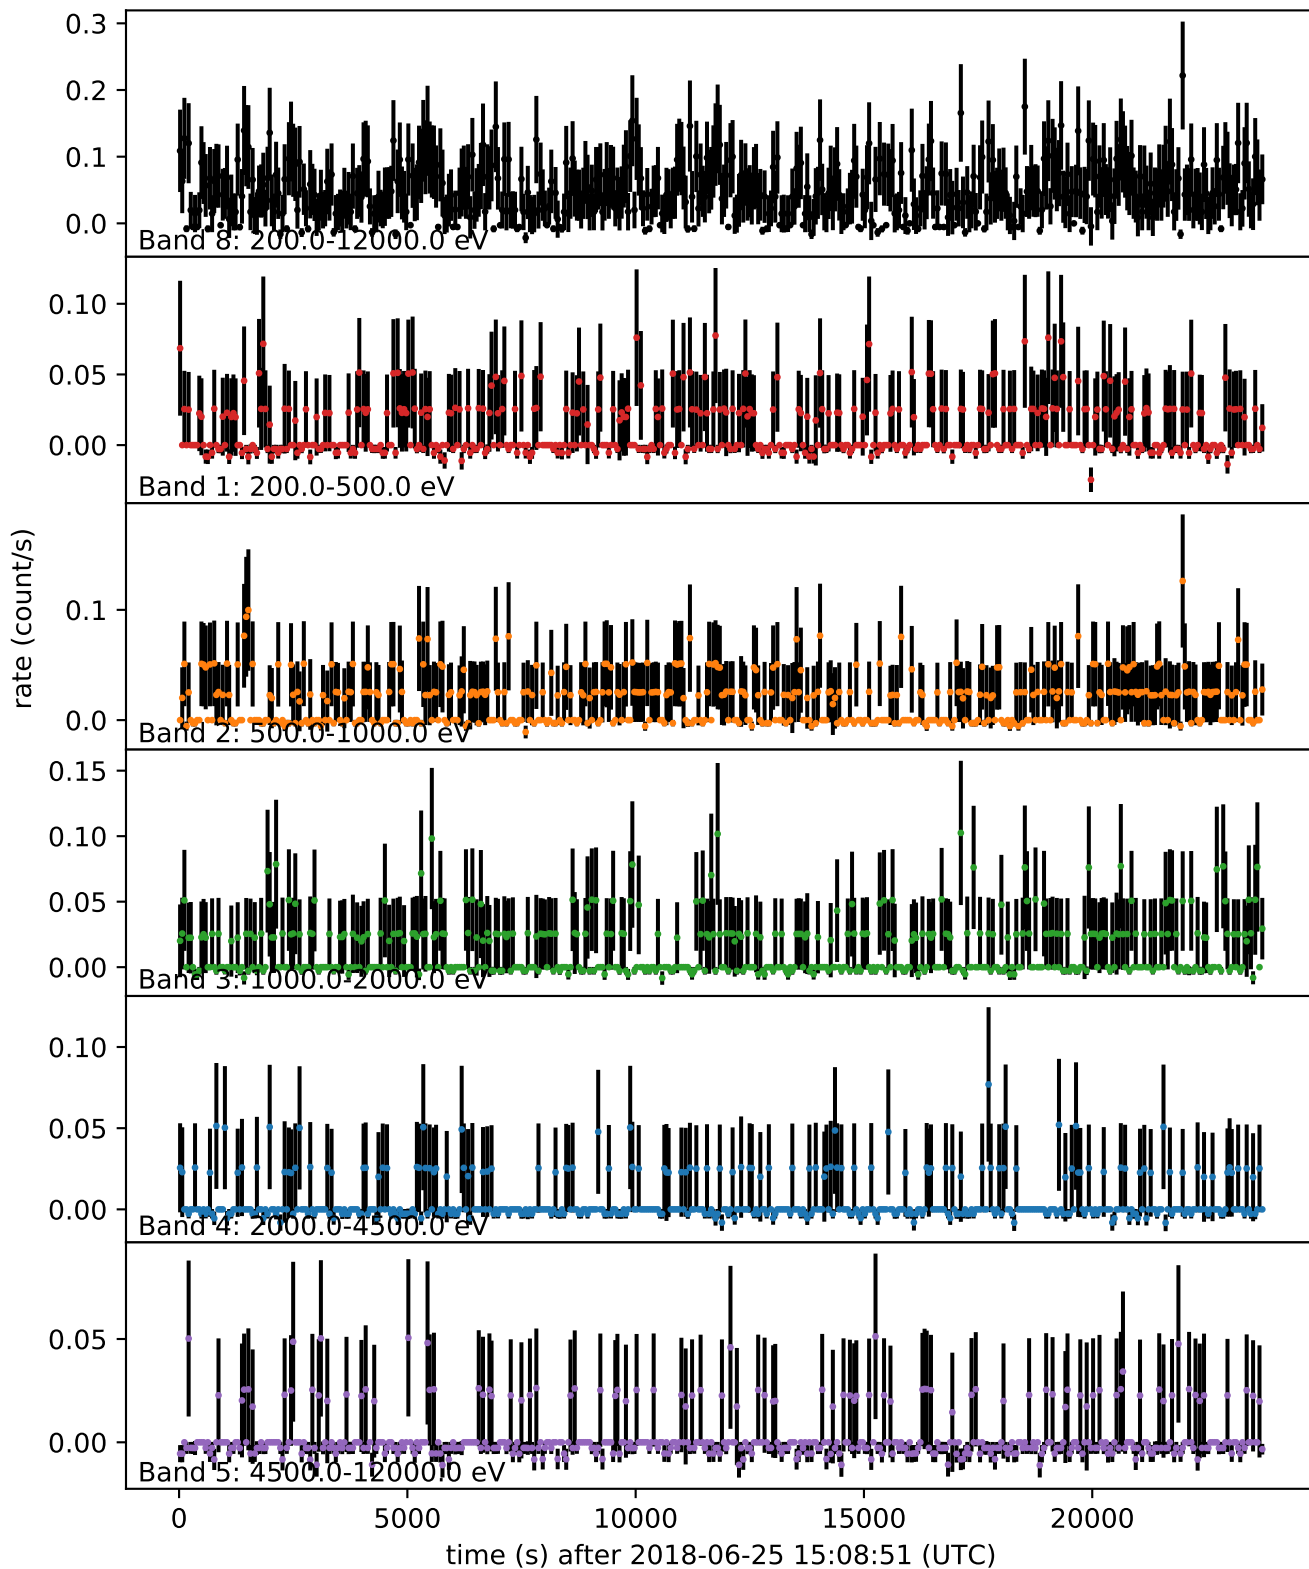 0.3
0.2
0.1
0.0
Band 8: 200.0-12000.0 eV
0.10
0.05
0.00
Band 1: 200.0-500.0 eV
rate (count/s)
0.1
0.0
Band 2: 500.0-1000.0 eV
0.15
0.10
0.05
0.00
Band 3: 1000.0-2000.0 eV
0.10
0.05
0.00
Band 4: 2000.0-4500.0 eV
0.05
0.00
Band 5: 4500.0-12000.0 eV
0 5000 10000 15000 20000
time (s) after 2018-06-25 15:08:51 (UTC)